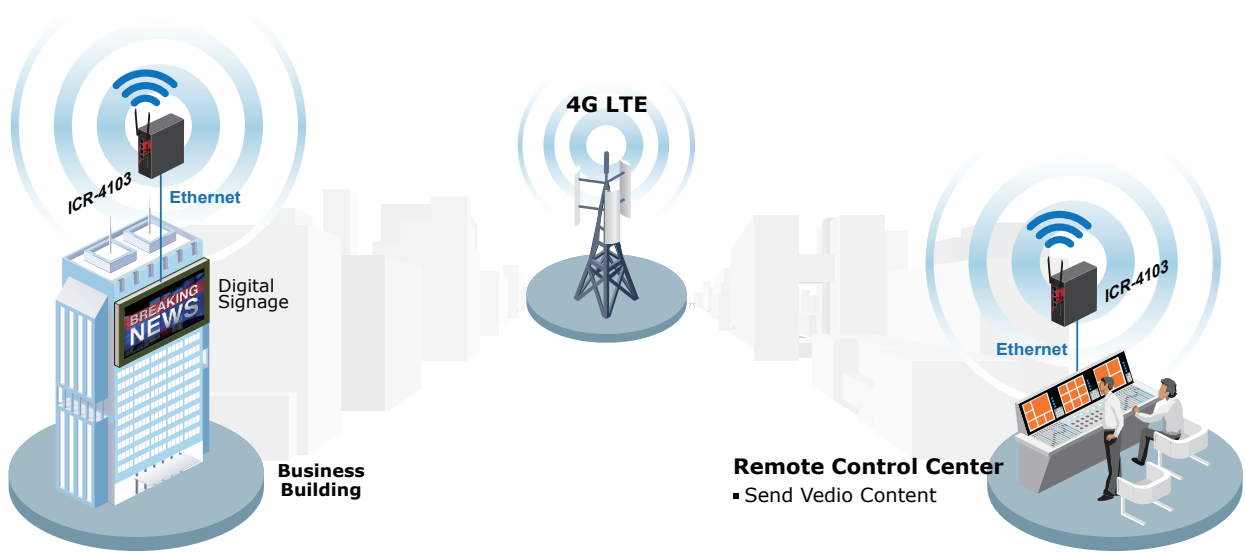 4G LTE
ICR-4103
Ethernet
Digital
Signage
BREAKING
NEWS
Business
Building
ICR-4103
Ethernet
Remote Control Center
▪ Send Vedio Content